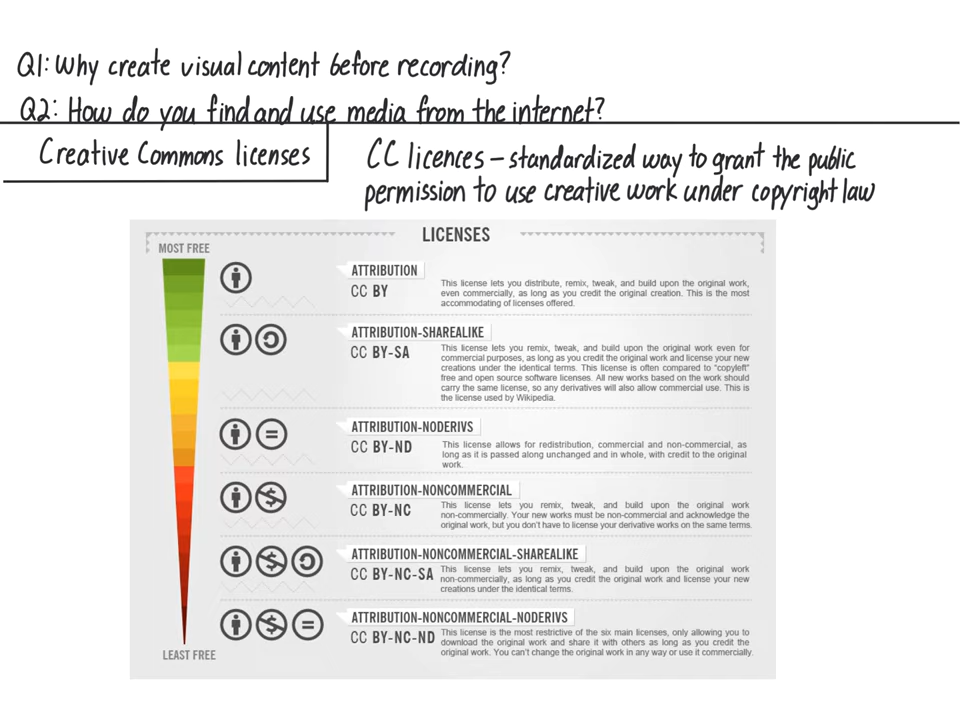 Q1: Why create visual content before recording?
Q2: How do you find and use media from the internet?
Creative Commons licenses
CC licences – standardized way to grant the public
permission to use creative work under copyright law
LICENSES
MOST FREE
ATTRIBUTION
CC BY
This license lets you distribute, remix, tweak, and build upon the original work,
even commercially, as long as you credit the original creation. This is the most
accommodating of licenses offered.
ATTRIBUTION-SHAREALIKE
CC BY-SA
This license lets you remix, tweak, and build upon the original work even for
commercial purposes, as long as you credit the original work and license your new
creations under the identical terms. This license is often compared to "copyleft"
free and open source software licenses. All new works based on the work should
carry the same license, so any derivatives will also allow commercial use. This is
the license used by Wikipedia.
ATTRIBUTION-NODERIVS
CC BY-ND
This license allows for redistribution, commercial and non-commercial, as
long as it is passed along unchanged and in whole, with credit to the original
work.
ATTRIBUTION-NONCOMMERCIAL
CC BY-NC
This license lets you remix, tweak, and build upon the original work
non-commercially. Your new works must be non-commercial and acknowledge the
original work, but you don't have to license your derivative works on the same terms.
ATTRIBUTION-NONCOMMERCIAL-SHAREALIKE
CC BY-NC-SA
This license lets you remix, tweak, and build upon the original work
non-commercially, as long as you credit the original work and license your new
creations under the identical terms.
ATTRIBUTION-NONCOMMERCIAL-NODERIVS
CC BY-NC-ND
This license is the most restrictive of the six main licenses, only allowing you to
download the original work and share it with others as long as you credit the
original work. You can't change the original work in any way or use it commercially.
LEAST FREE